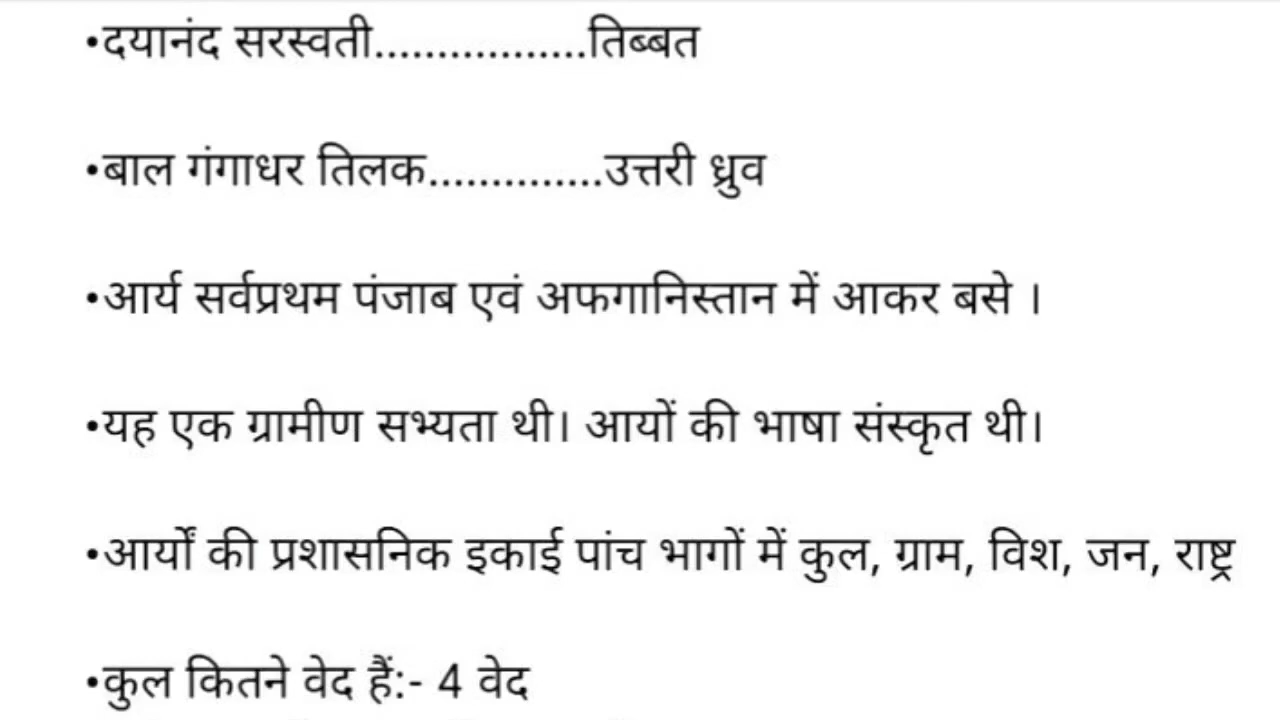 •दयानंद सरस्वती.................तिब्बत
•बाल गंगाधर तिलक..............उत्तरी ध्रुव
•आर्य सर्वप्रथम पंजाब एवं अफगानिस्तान में आकर बसे ।
•यह एक ग्रामीण सभ्यता थी। आयों की भाषा संस्कृत थी।
•आर्यों की प्रशासनिक इकाई पांच भागों में कुल, ग्राम, विश, जन, राष्ट्र
•कुल कितने वेद हैं:- 4 वेद